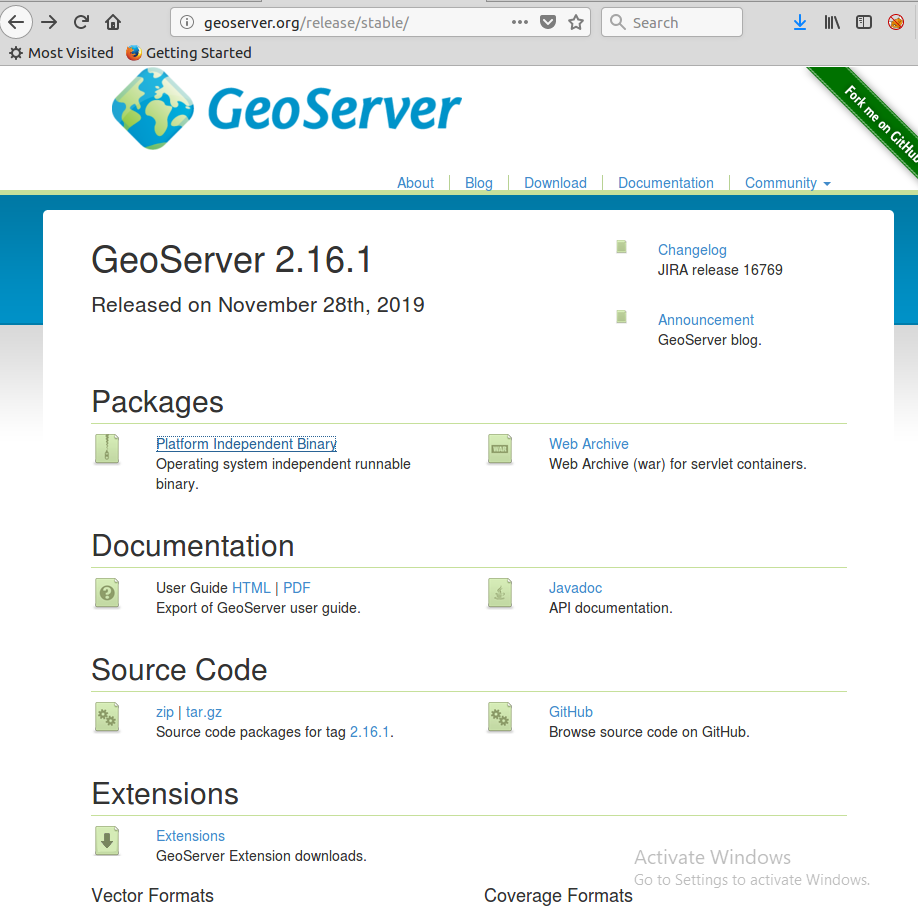 geoserver.org/release/stable/
Search
Most Visited
Getting Started
GeoServer
Fork me on GitHub
About
Blog
Download
Documentation
Community
GeoServer 2.16.1
Released on November 28th, 2019
Changelog
JIRA release 16769
Announcement
GeoServer blog.
Packages
Platform Independent Binary
Operating system independent runnable
binary.
WAR
Web Archive
Web Archive (war) for servlet containers.
Documentation
User Guide HTML | PDF
Export of GeoServer user guide.
Javadoc
API documentation.
Source Code
zip | tar.gz
Source code packages for tag 2.16.1.
GitHub
Browse source code on GitHub.
Extensions
Extensions
GeoServer Extension downloads.
Activate Windows
Go to Settings to activate Windows.
Vector Formats
Coverage Formats